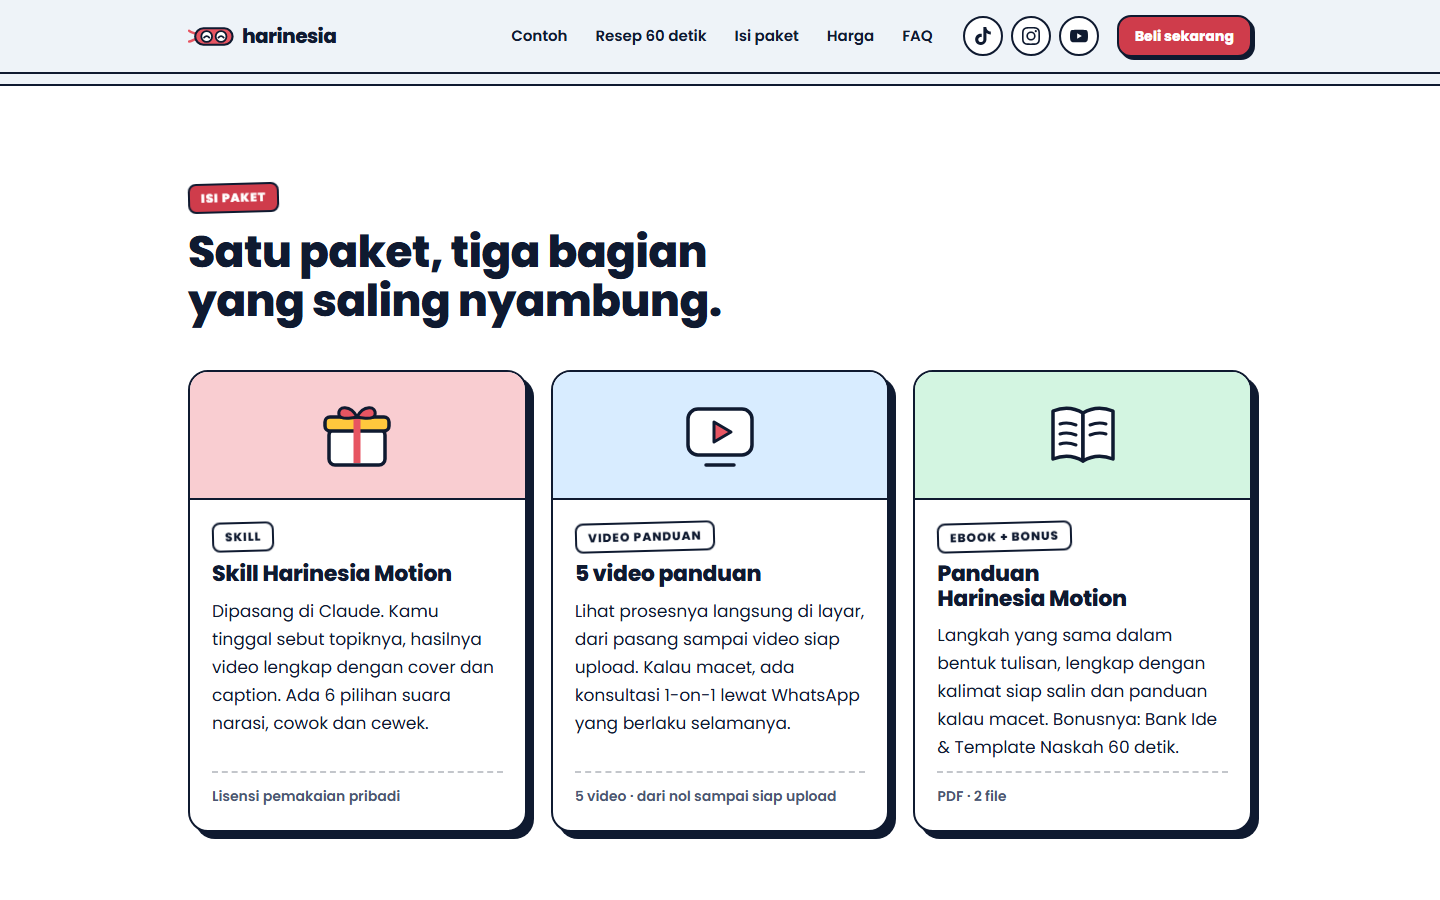 harinesia
Contoh
Resep 60 detik
Isi paket
Harga
FAQ
Beli sekarang
ISI PAKET
Satu paket, tiga bagian
yang saling nyambung.
SKILL
Skill Harinesia Motion
Dipasang di Claude. Kamu
tinggal sebut topiknya, hasilnya
video lengkap dengan cover dan
caption. Ada 6 pilihan suara
narasi, cowok dan cewek.
Lisensi pemakaian pribadi
VIDEO PANDUAN
5 video panduan
Lihat prosesnya langsung di layar,
dari pasang sampai video siap
upload. Kalau macet, ada
konsultasi 1-on-1 lewat WhatsApp
yang berlaku selamanya.
5 video · dari nol sampai siap upload
EBOOK + BONUS
Panduan
Harinesia Motion
Langkah yang sama dalam
bentuk tulisan, lengkap dengan
kalimat siap salin dan panduan
kalau macet. Bonusnya: Bank Ide
& Template Naskah 60 detik.
PDF · 2 file